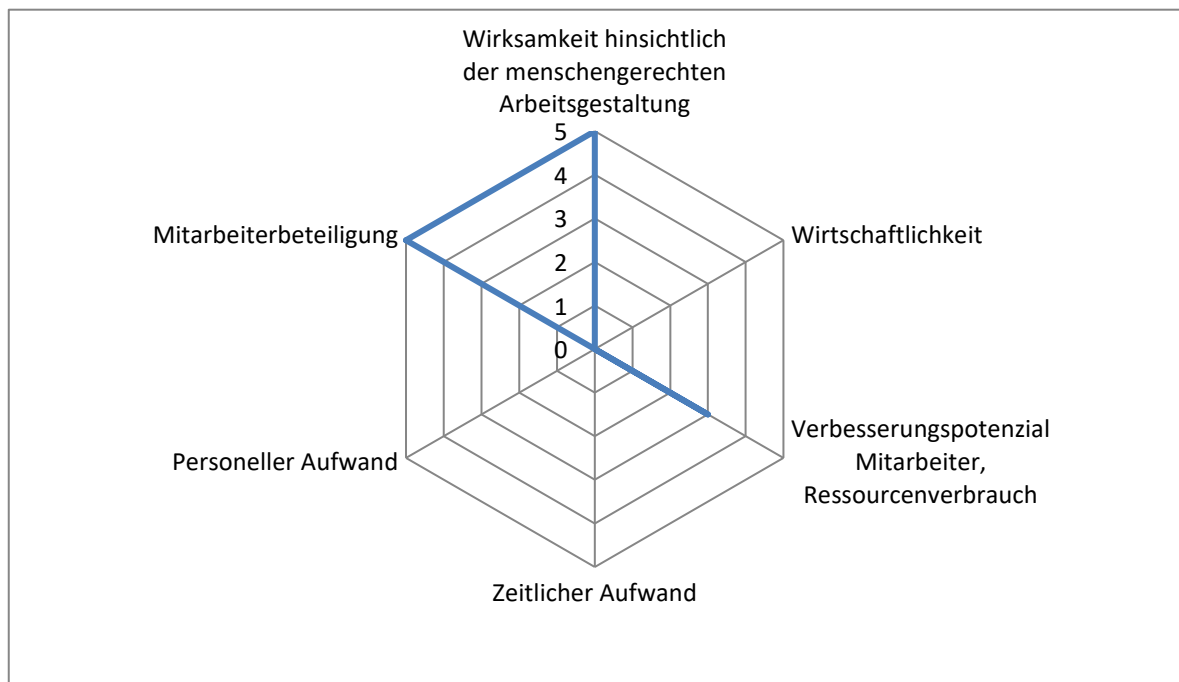 Wirksamkeit hinsichtlich
der menschengerechten
Arbeitsgestaltung
5
4
3
2
1
0
Wirtschaftlichkeit
Verbesserungspotenzial
Mitarbeiter,
Ressourcenverbrauch
Zeitlicher Aufwand
Personeller Aufwand
Mitarbeiterbeteiligung